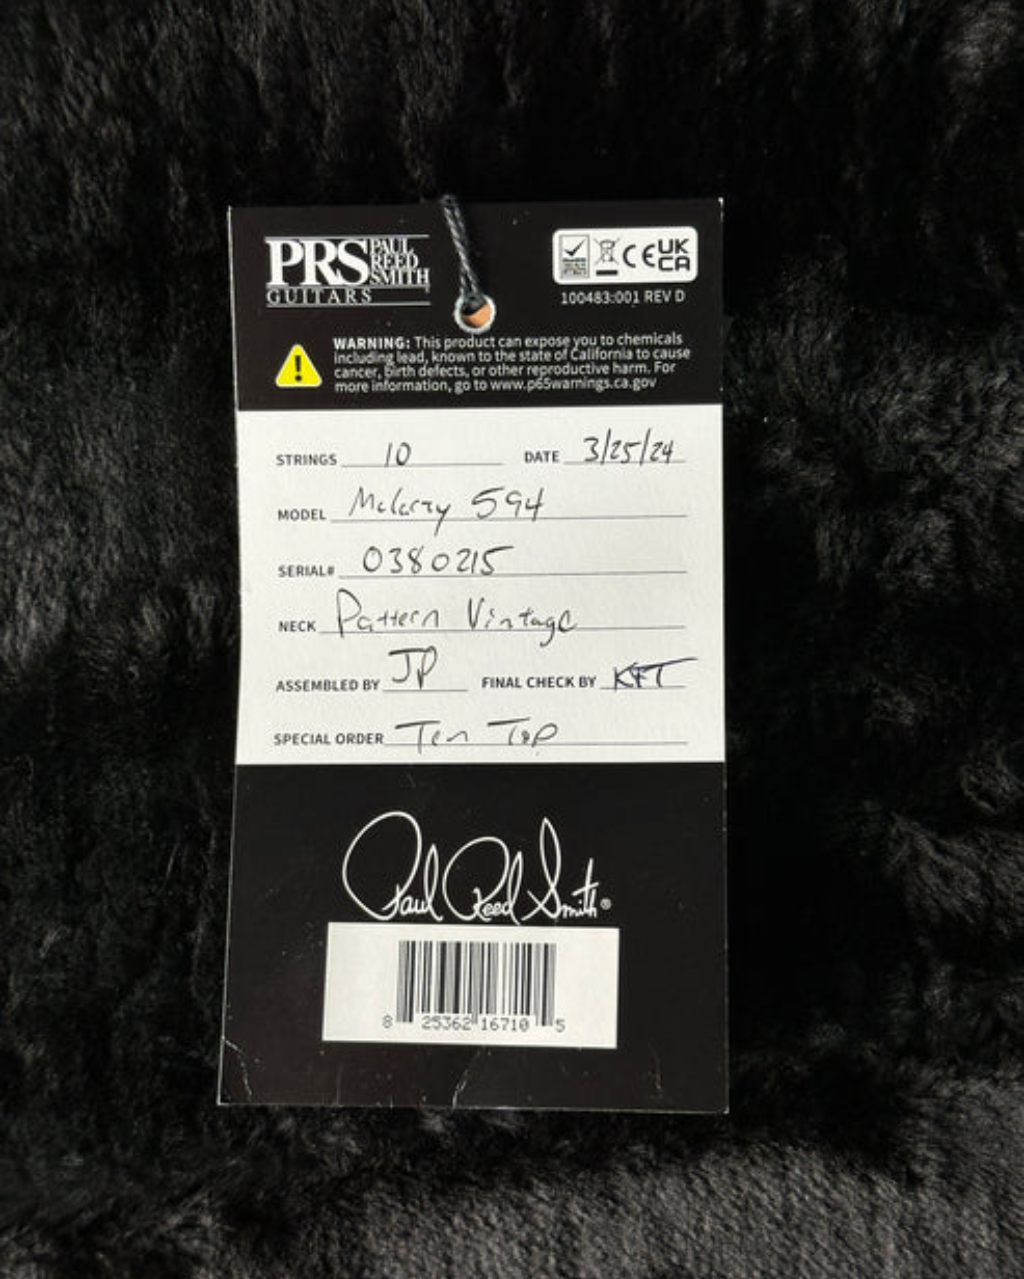 PRS PAUL REED SMITH
GUITARS
CE UK CA
100483:001 REV D
WARNING: This product can expose you to chemicals
including lead, known to the state of California to cause
cancer, birth defects, or other reproductive harm. For
more information, go to www.p65warnings.ca.gov
STRINGS 10 DATE 3/25/24
MODEL Mccarty 594
SERIAL# 0380215
NECK Pattern Vintage
ASSEMBLED BY JP FINAL CHECK BY KFT
SPECIAL ORDER Ten Top
Paul Reed Smith®
8 25362 16710 5